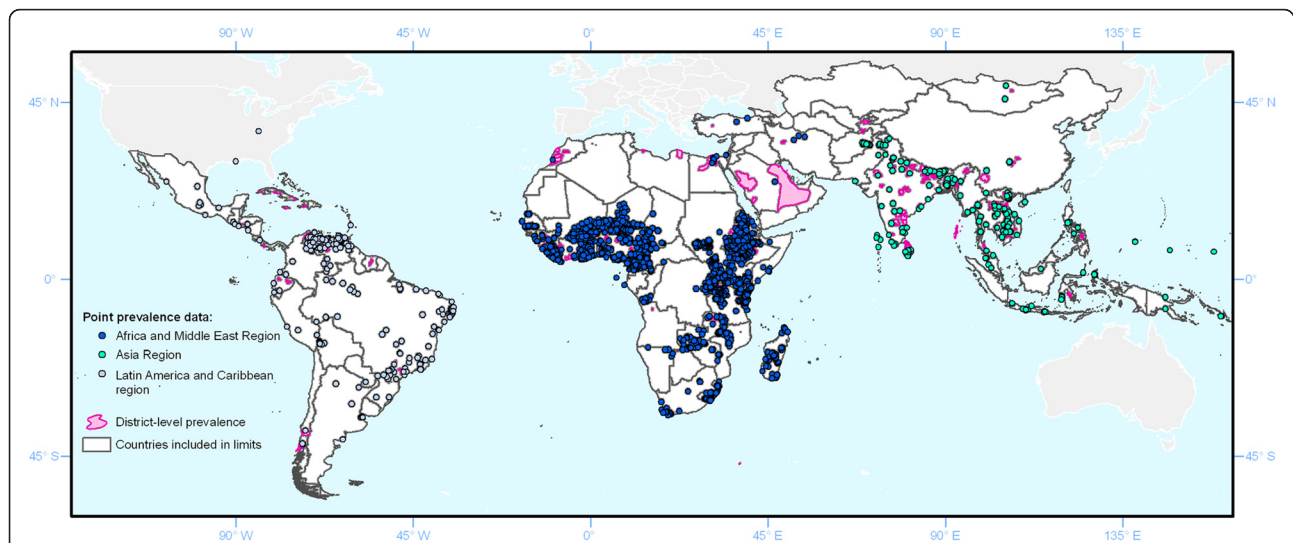 90° W 45° W 0° 45° E 90° E 135° E
45° N 45° N
0° 0°
Point prevalence data:
Africa and Middle East Region
Asia Region
Latin America and Caribbean
region
District-level prevalence
Countries included in limits
45° S 45° S
90° W 45° W 0° 45° E 90° E 135° E